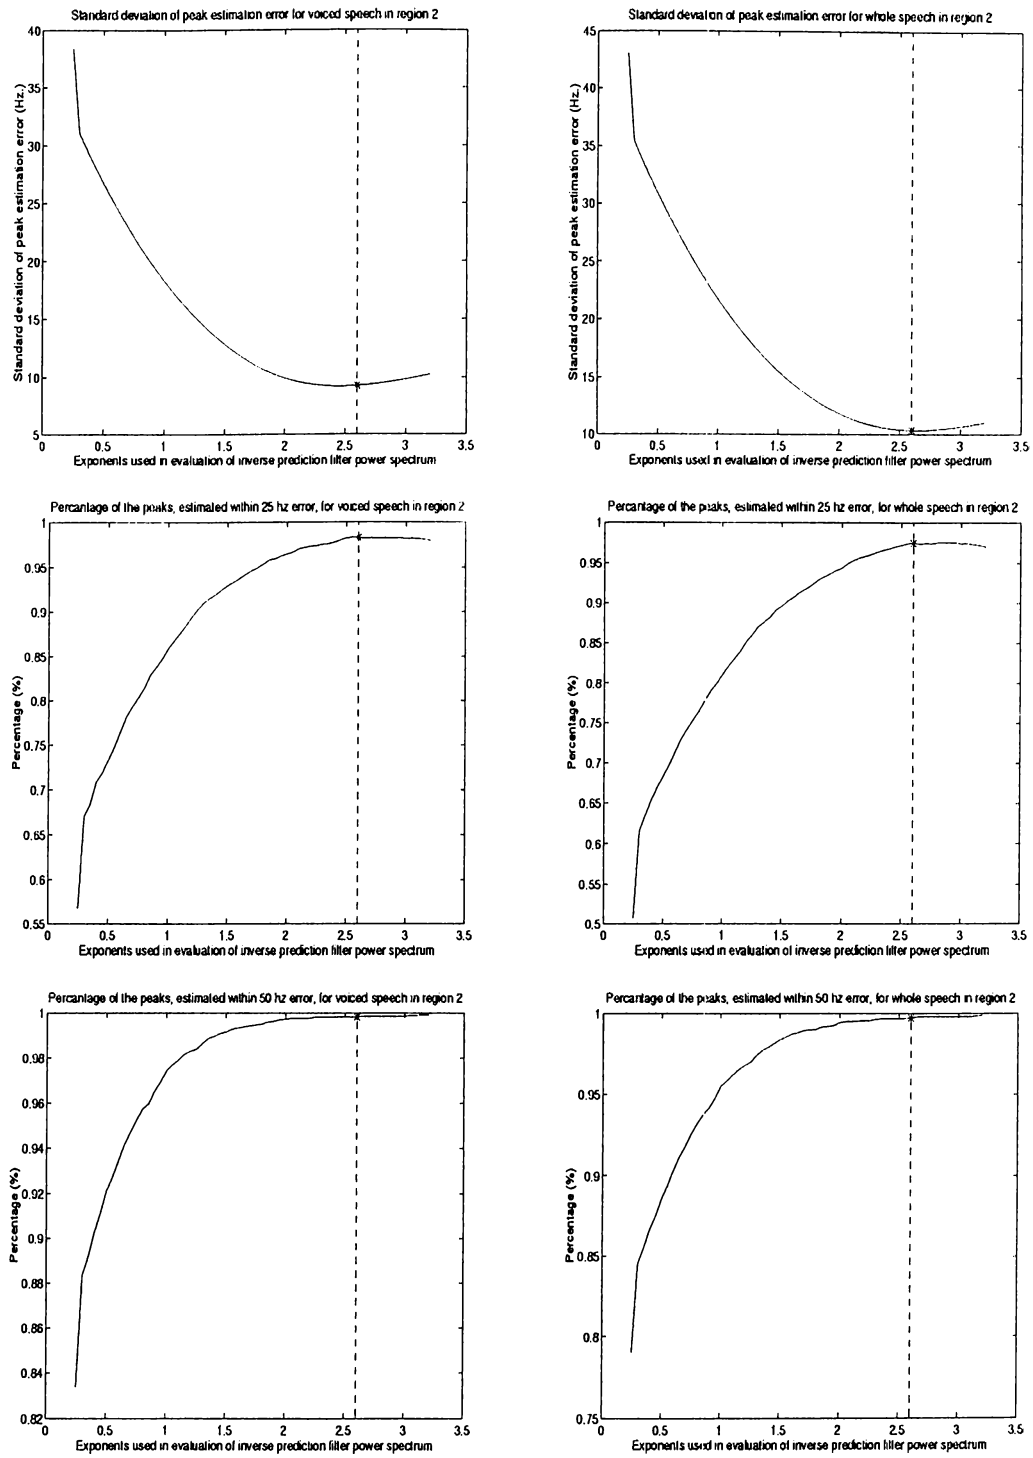 Standard deviation of peak estimation error for voiced speech in region 2
Standard deviation of peak estimation error (Hz.)
40
35
30
25
20
15
10
5
0 0.5 1 1.5 2 2.5 3 3.5
Exponents used in evaluation of inverse prediction filter power spectrum
Standard deviation of peak estimation error for whole speech in region 2
Standard deviation of peak estimation error (Hz.)
45
40
35
30
25
20
15
10
0 0.5 1 1.5 2 2.5 3 3.5
Exponents used in evaluation of inverse prediction filter power spectrum
Percantage of the peaks, estimated within 25 hz error, for voiced speech in region 2
Percentage (%)
1
0.95
0.9
0.85
0.8
0.75
0.7
0.65
0.6
0.55
0 0.5 1 1.5 2 2.5 3 3.5
Exponents used in evaluation of inverse prediction filter power spectrum
Percantage of the peaks, estimated within 25 hz error, for whole speech in region 2
Percentage (%)
1
0.95
0.9
0.85
0.8
0.75
0.7
0.65
0.6
0.55
0.5
0 0.5 1 1.5 2 2.5 3 3.5
Exponents used in evaluation of inverse prediction filter power spectrum
Percantage of the peaks, estimated within 50 hz error, for voiced speech in region 2
Percentage (%)
1
0.98
0.96
0.94
0.92
0.9
0.88
0.86
0.84
0.82
0 0.5 1 1.5 2 2.5 3 3.5
Exponents used in evaluation of inverse prediction filter power spectrum
Percantage of the peaks, estimated within 50 hz error, for whole speech in region 2
Percentage (%)
1
0.95
0.9
0.85
0.8
0.75
0 0.5 1 1.5 2 2.5 3 3.5
Exponents used in evaluation of inverse prediction filter power spectrum